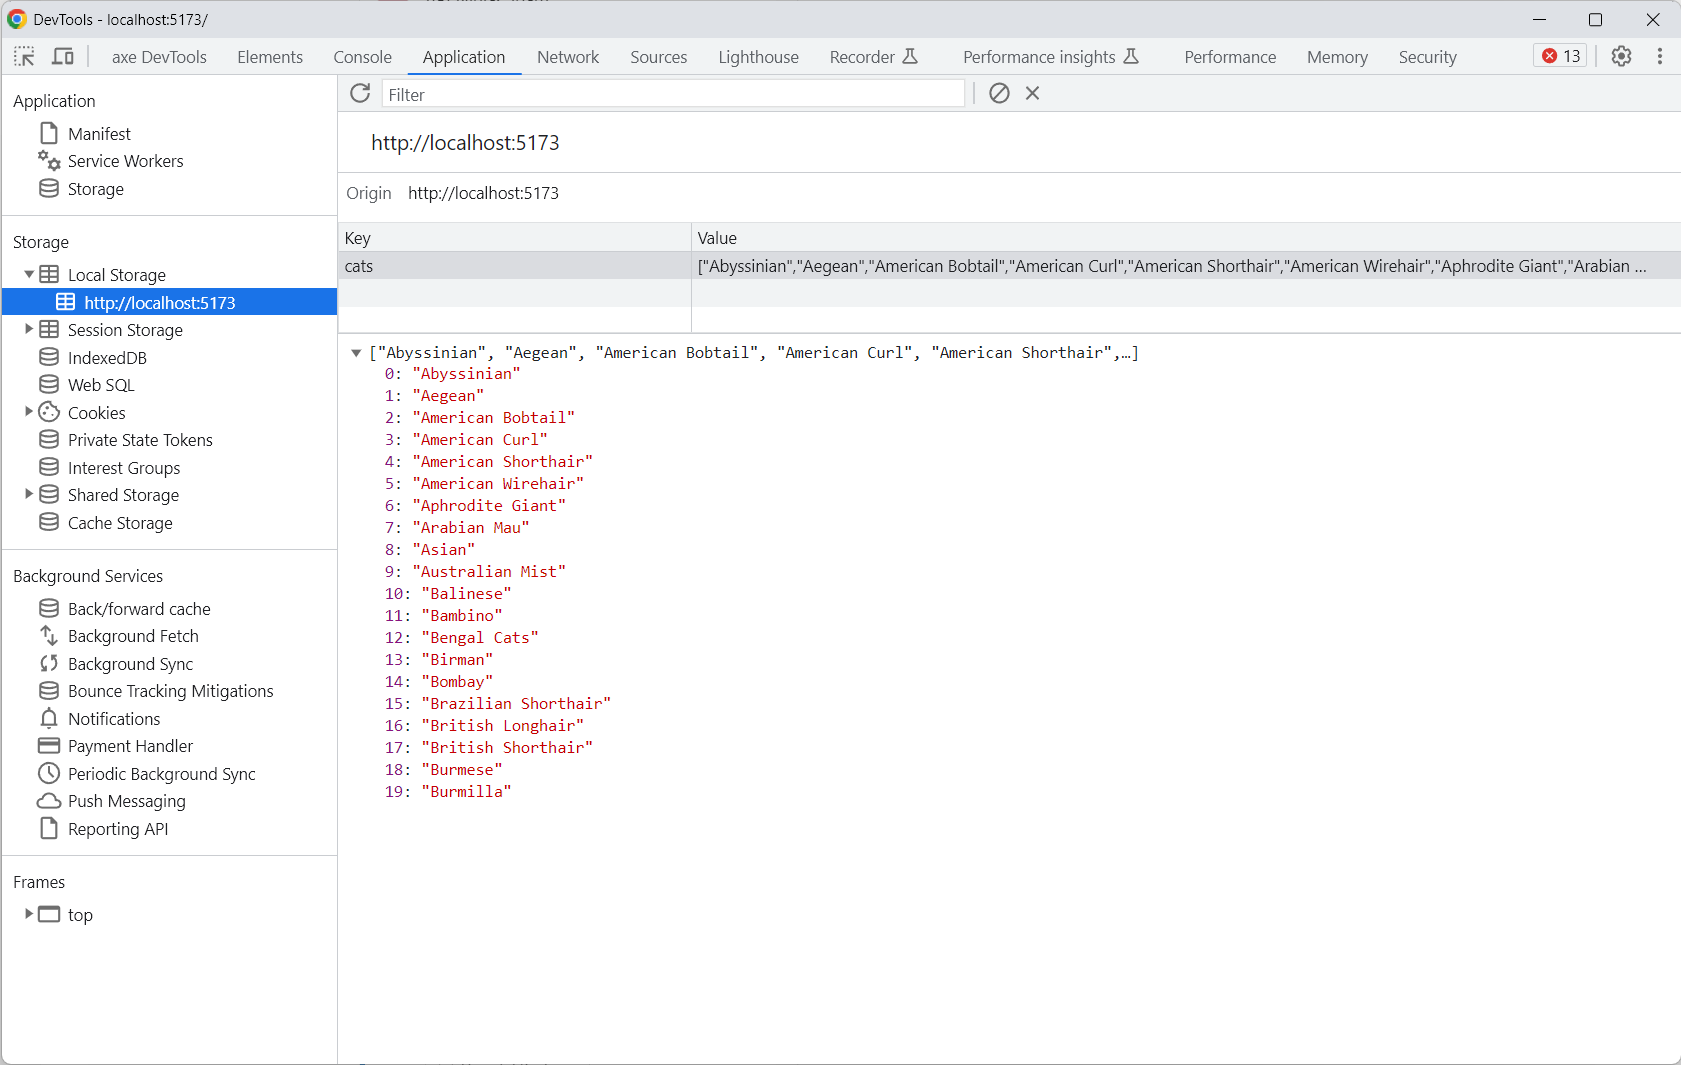 DevTools - localhost:5173/
axe DevTools Elements Console Application Network Sources Lighthouse Recorder Performance insights Performance Memory Security 13
Application
Manifest
Service Workers
Storage
Storage
Local Storage
http://localhost:5173
Session Storage
IndexedDB
Web SQL
Cookies
Private State Tokens
Interest Groups
Shared Storage
Cache Storage
Background Services
Back/forward cache
Background Fetch
Background Sync
Bounce Tracking Mitigations
Notifications
Payment Handler
Periodic Background Sync
Push Messaging
Reporting API
Frames
top
Filter
http://localhost:5173
Origin http://localhost:5173
Key Value
cats ["Abyssinian","Aegean","American Bobtail","American Curl","American Shorthair","American Wirehair","Aphrodite Giant","Arabian ...
["Abyssinian", "Aegean", "American Bobtail", "American Curl", "American Shorthair",…]
0: "Abyssinian"
1: "Aegean"
2: "American Bobtail"
3: "American Curl"
4: "American Shorthair"
5: "American Wirehair"
6: "Aphrodite Giant"
7: "Arabian Mau"
8: "Asian"
9: "Australian Mist"
10: "Balinese"
11: "Bambino"
12: "Bengal Cats"
13: "Birman"
14: "Bombay"
15: "Brazilian Shorthair"
16: "British Longhair"
17: "British Shorthair"
18: "Burmese"
19: "Burmilla"